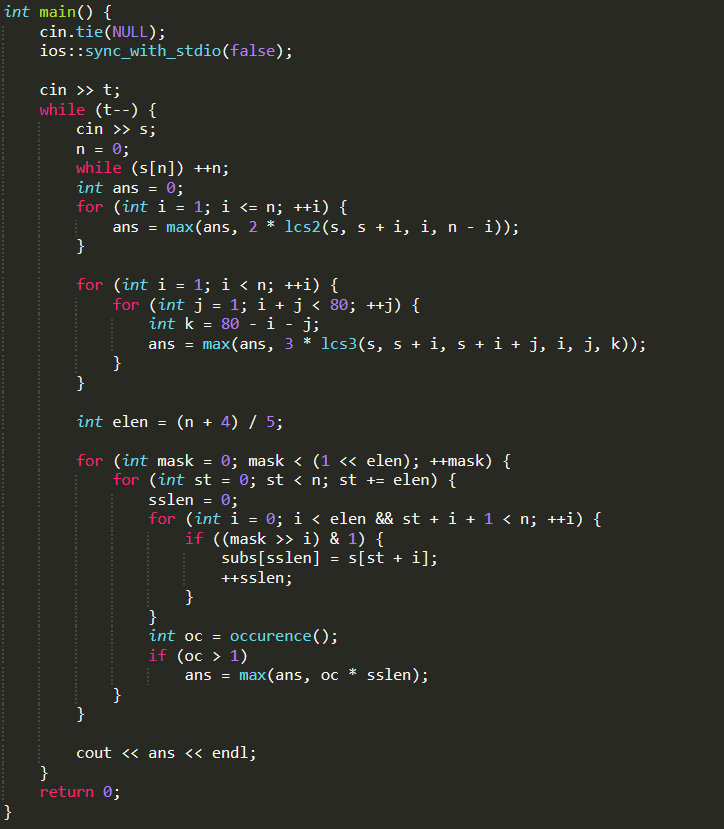 int main() {
    cin.tie(NULL);
    ios::sync_with_stdio(false);

    cin >> t;
    while (t--) {
        cin >> s;
        n = 0;
        while (s[n]) ++n;
        int ans = 0;
        for (int i = 1; i <= n; ++i) {
            ans = max(ans, 2 * lcs2(s, s + i, i, n - i));
        }

        for (int i = 1; i < n; ++i) {
            for (int j = 1; i + j < 80; ++j) {
                int k = 80 - i - j;
                ans = max(ans, 3 * lcs3(s, s + i, s + i + j, i, j, k));
            }
        }

        int elen = (n + 4) / 5;

        for (int mask = 0; mask < (1 << elen); ++mask) {
            for (int st = 0; st < n; st += elen) {
                sslen = 0;
                for (int i = 0; i < elen && st + i + 1 < n; ++i) {
                    if ((mask >> i) & 1) {
                        subs[sslen] = s[st + i];
                        ++sslen;
                    }
                }
                int oc = occurence();
                if (oc > 1)
                    ans = max(ans, oc * sslen);
            }
        }

        cout << ans << endl;
    }
    return 0;
}